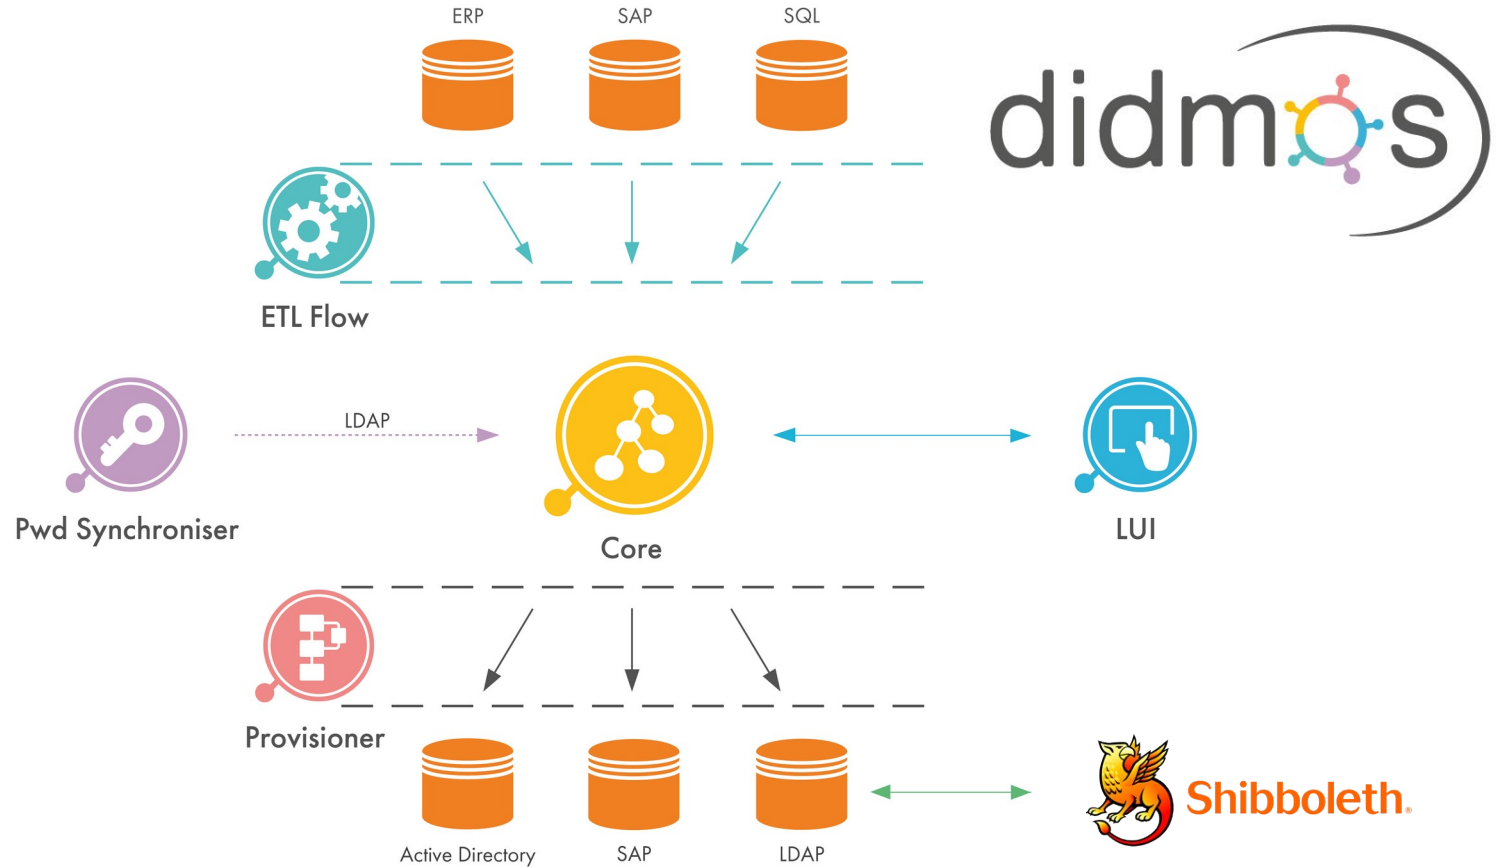 ERP SAP SQL
didmos
ETL Flow
LDAP
Pwd Synchroniser
Core
LUI
Provisioner
Active Directory SAP LDAP
Shibboleth.